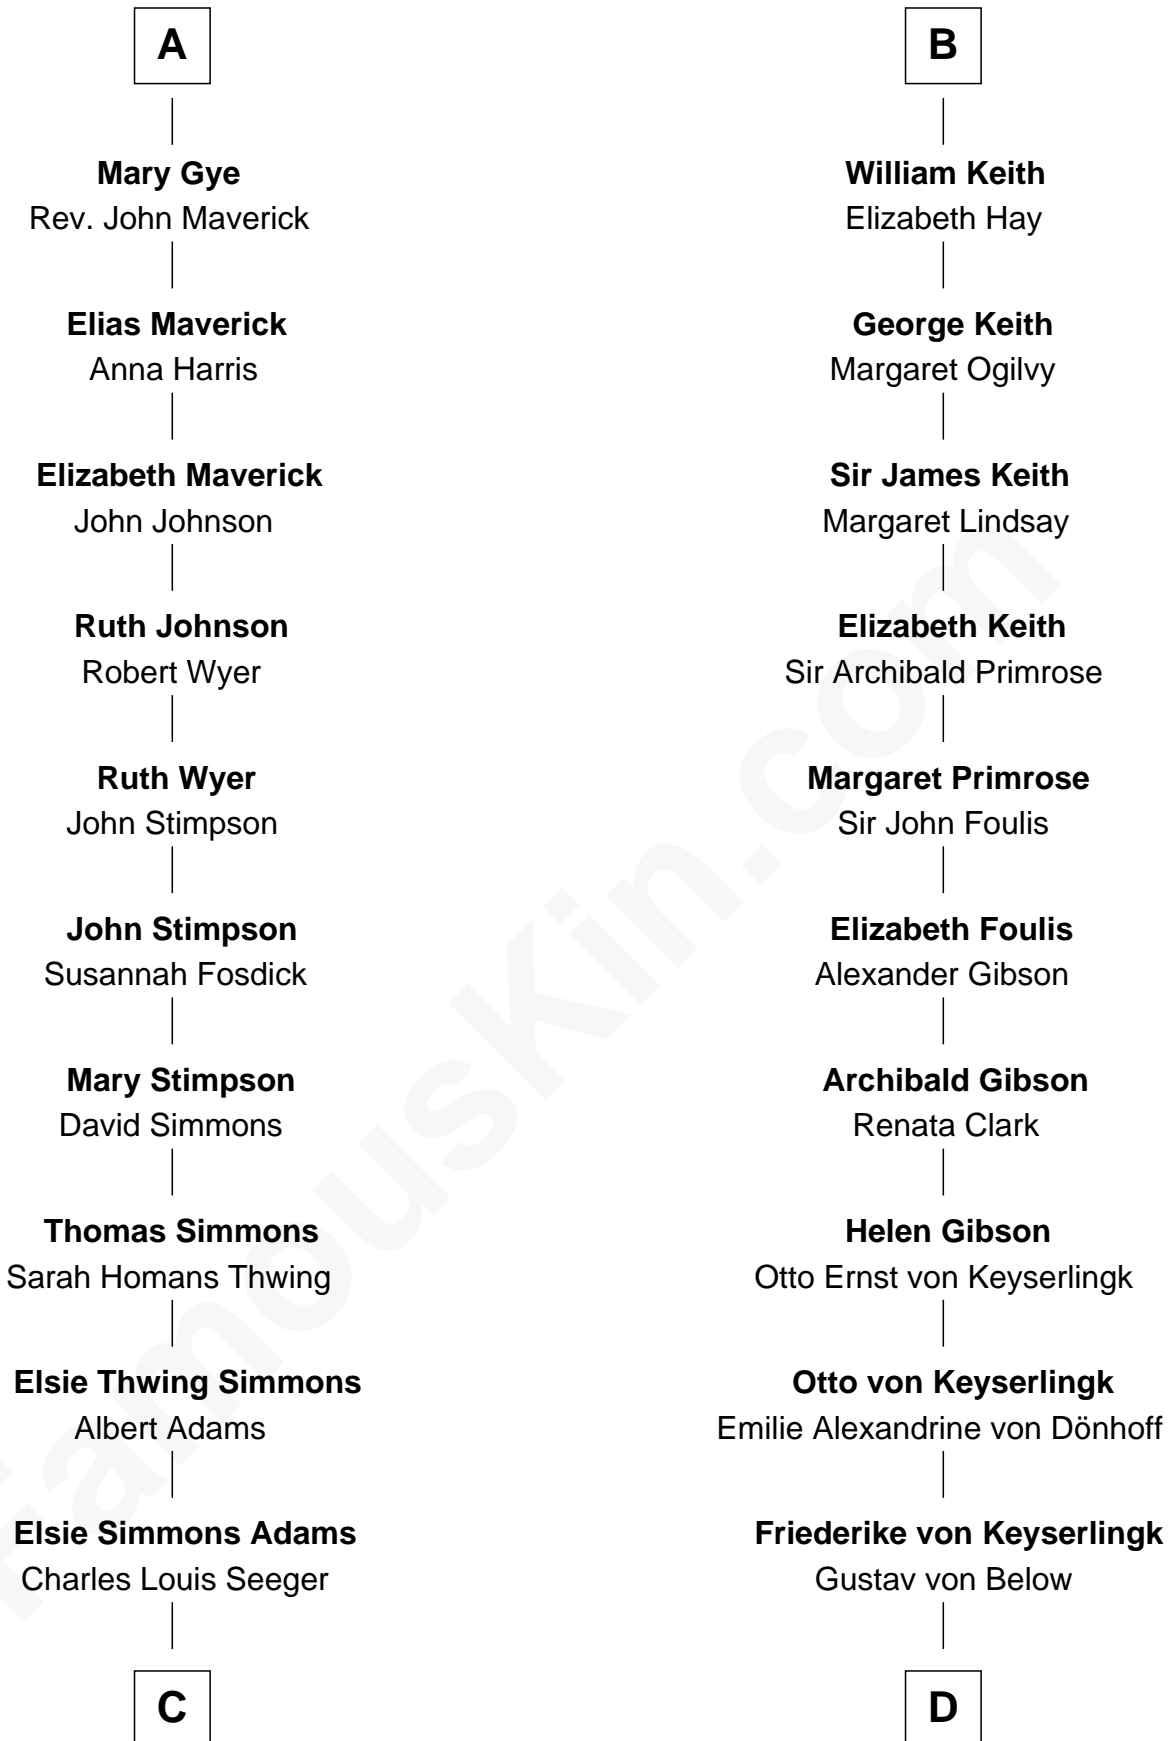 A
Mary Gye
Rev. John Maverick
Elias Maverick
Anna Harris
Elizabeth Maverick
John Johnson
Ruth Johnson
Robert Wyer
Ruth Wyer
John Stimpson
John Stimpson
Susannah Fosdick
Mary Stimpson
David Simmons
Thomas Simmons
Sarah Homans Thwing
Elsie Thwing Simmons
Albert Adams
Elsie Simmons Adams
Charles Louis Seeger
C
B
William Keith
Elizabeth Hay
George Keith
Margaret Ogilvy
Sir James Keith
Margaret Lindsay
Elizabeth Keith
Sir Archibald Primrose
Margaret Primrose
Sir John Foulis
Elizabeth Foulis
Alexander Gibson
Archibald Gibson
Renata Clark
Helen Gibson
Otto Ernst von Keyserlingk
Otto von Keyserlingk
Emilie Alexandrine von Dönhoff
Friederike von Keyserlingk
Gustav von Below
D
FamousKin.com